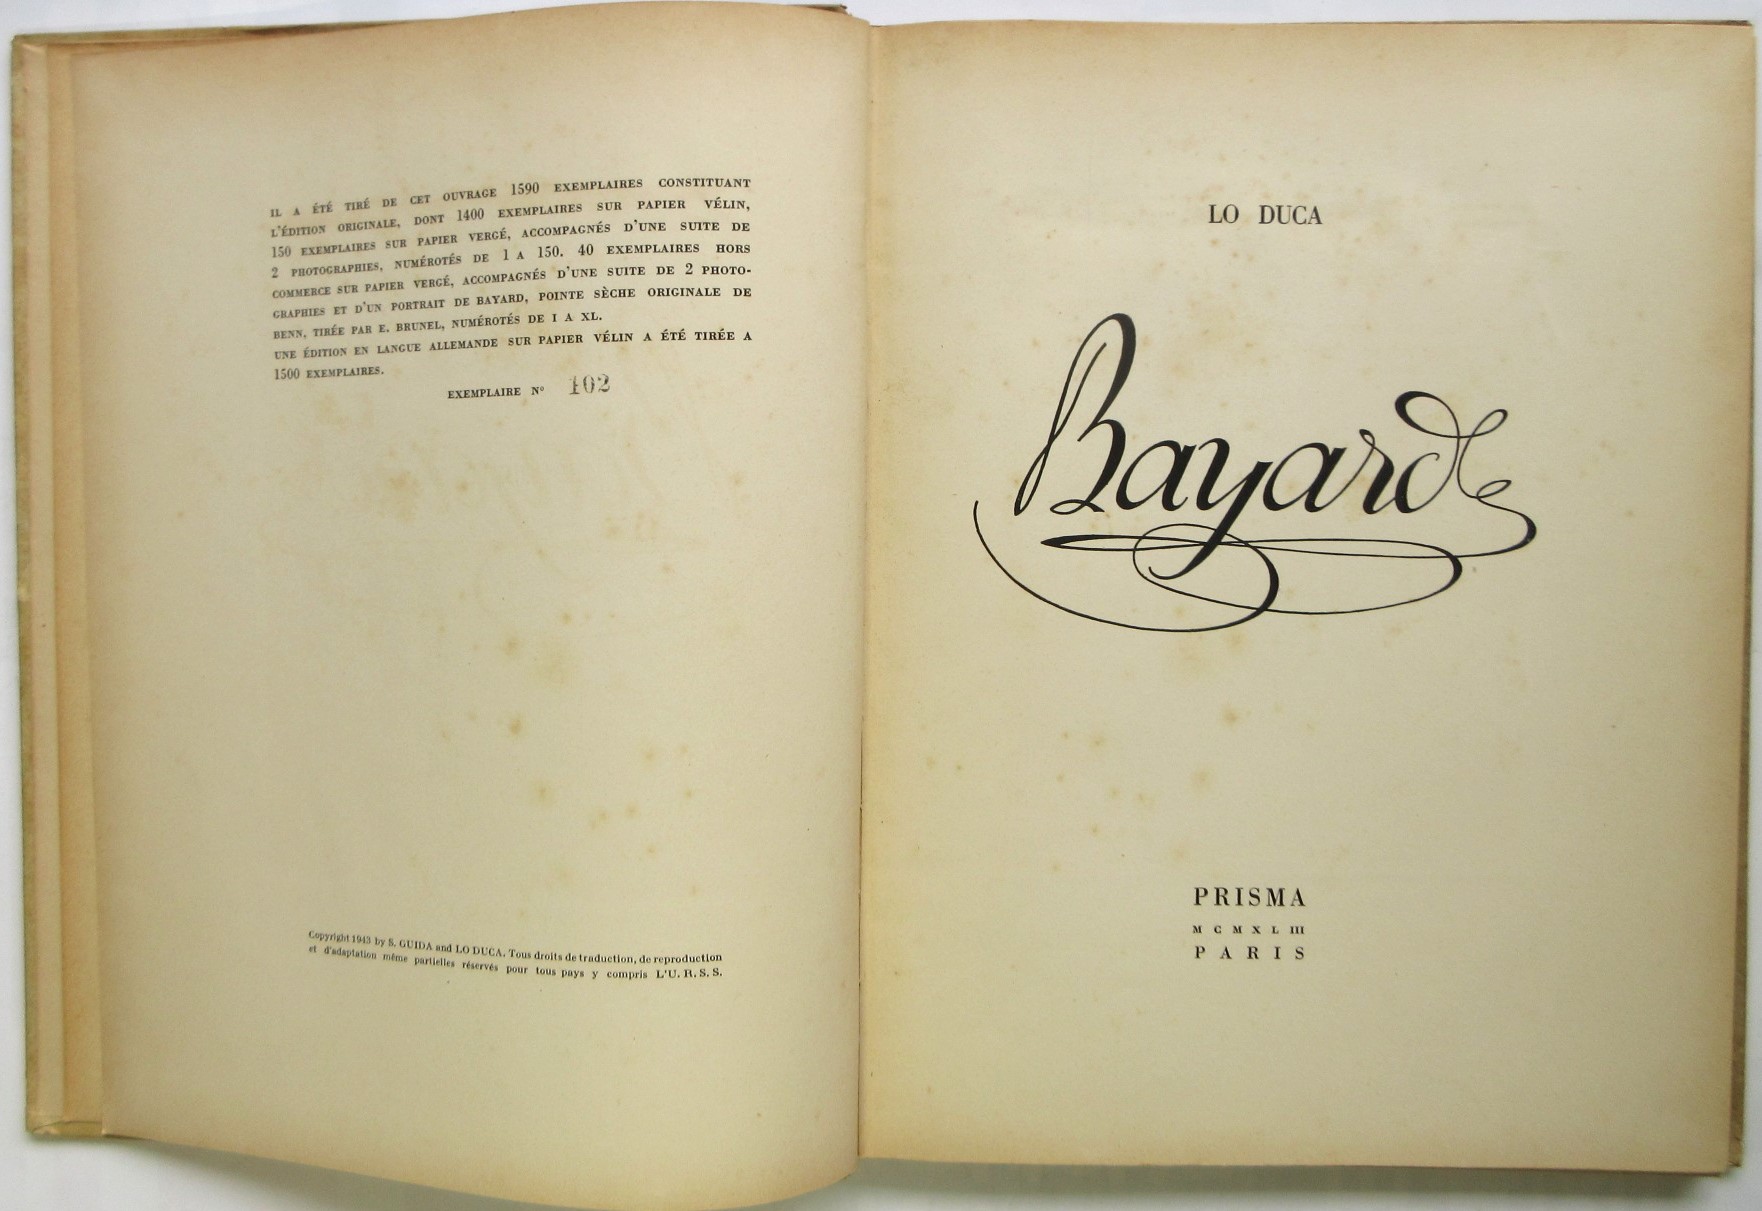 IL A ÉTÉ TIRÉ DE CET OUVRAGE 1590 EXEMPLAIRES CONSTITUANT
L'ÉDITION ORIGINALE, DONT 1400 EXEMPLAIRES SUR PAPIER VÉLIN,
150 EXEMPLAIRES SUR PAPIER VERGÉ, ACCOMPAGNÉS D'UNE SUITE DE
2 PHOTOGRAPHIES, NUMÉROTÉS DE 1 A 150. 40 EXEMPLAIRES HORS
COMMERCE SUR PAPIER VERGÉ, ACCOMPAGNÉS D'UNE SUITE DE 2 PHOTO-
GRAPHIES ET D'UN PORTRAIT DE BAYARD, POINTE SÈCHE ORIGINALE DE
BENN, TIRÉE PAR E. BRUNEL, NUMÉROTÉS DE I A XL.
UNE ÉDITION EN LANGUE ALLEMANDE SUR PAPIER VÉLIN A ÉTÉ TIRÉE A
1500 EXEMPLAIRES.
EXEMPLAIRE N° 102
Copyright 1943 by S. GUIDA and LO DUCA. Tous droits de traduction, de reproduction
et d'adaptation même partielles réservés pour tous pays y compris L'U. R. S. S.
LO DUCA
Bayard
PRISMA
MCMXLIII
PARIS